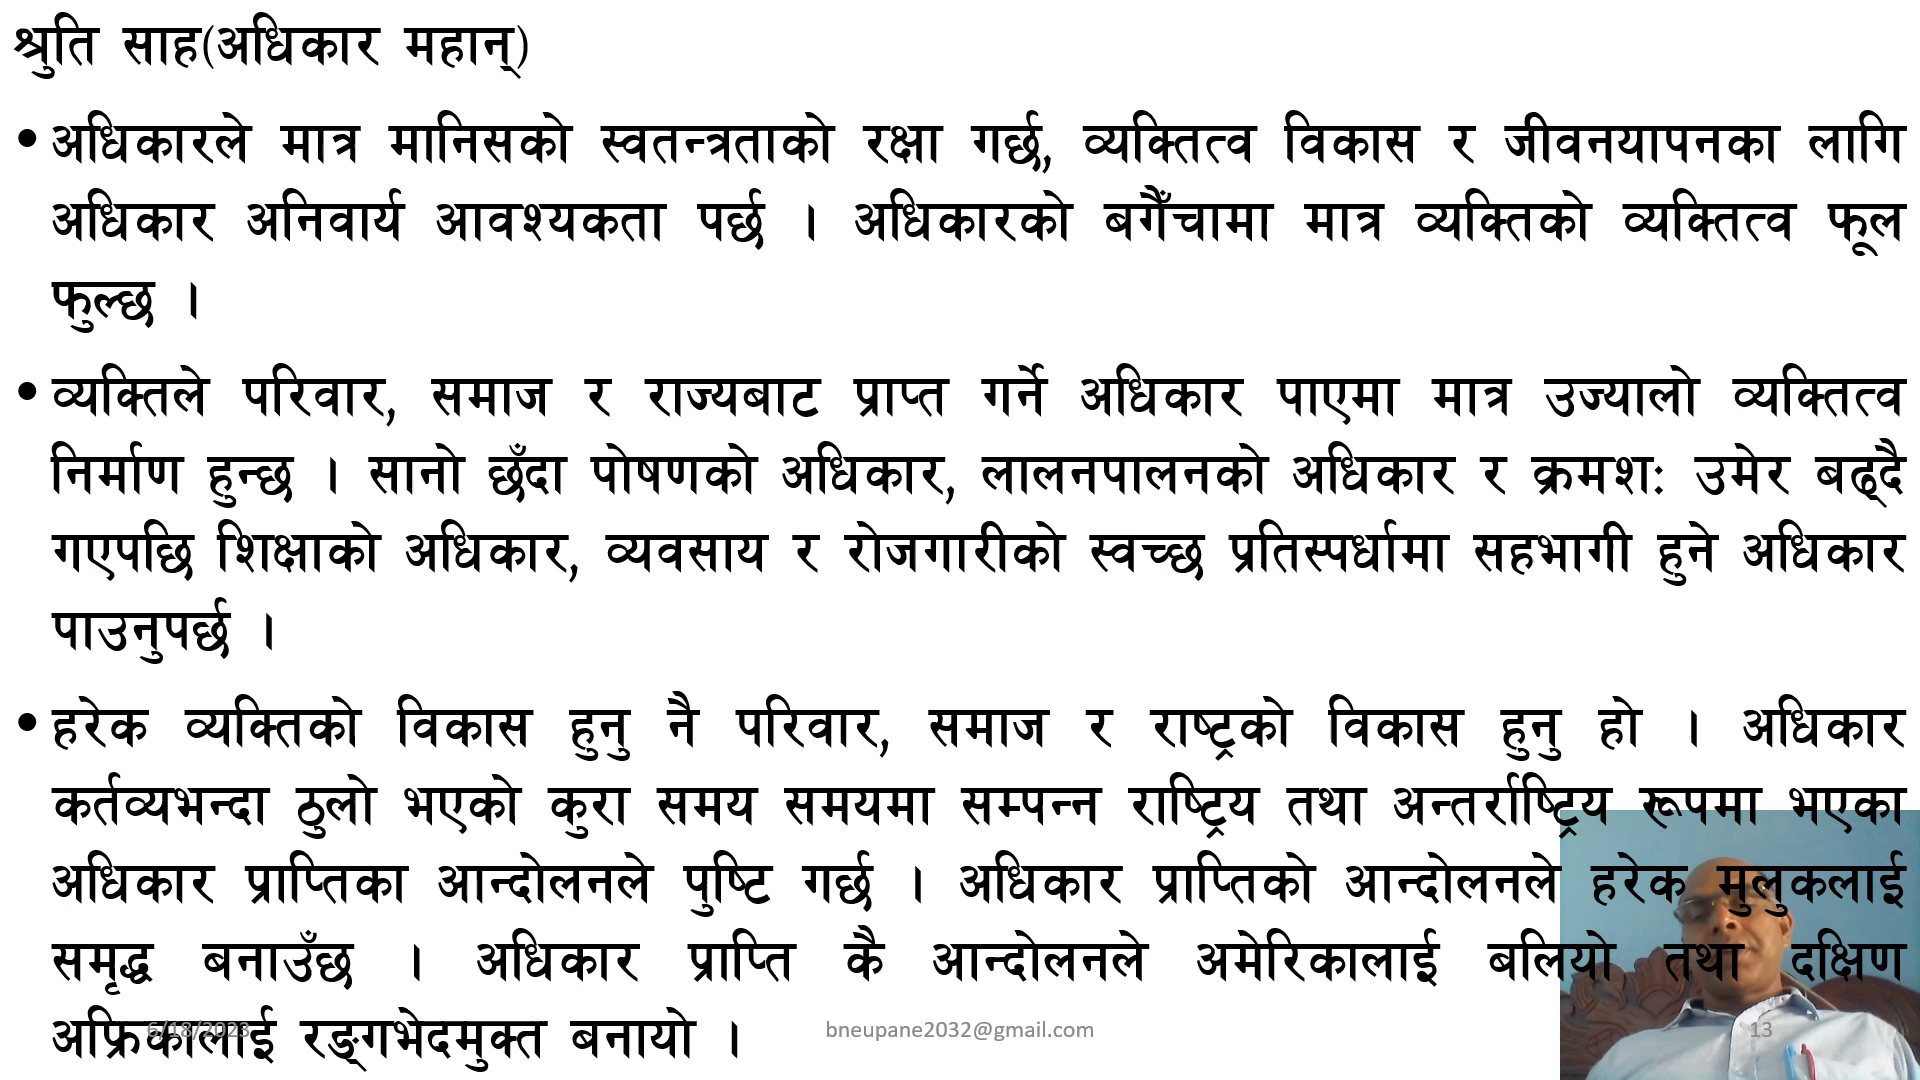 श्रुति साह(अधिकार महान्)
• अधिकारले मात्र मानिसको स्वतन्त्रताको रक्षा गर्छ, व्यक्तित्व विकास र जीवनयापनका लागि
अधिकार अनिवार्य आवश्यकता पर्छ । अधिकारको बगैँचामा मात्र व्यक्तिको व्यक्तित्व फूल
फुल्छ ।
• व्यक्तिले परिवार, समाज र राज्यबाट प्राप्त गर्ने अधिकार पाएमा मात्र उज्यालो व्यक्तित्व
निर्माण हुन्छ । सानो छँदा पोषणको अधिकार, लालनपालनको अधिकार र क्रमशः उमेर बढ्दै
गएपछि शिक्षाको अधिकार, व्यवसाय र रोजगारीको स्वच्छ प्रतिस्पर्धामा सहभागी हुने अधिकार
पाउनुपर्छ ।
• हरेक व्यक्तिको विकास हुनु नै परिवार, समाज र राष्ट्रको विकास हुनु हो । अधिकार
कर्तव्यभन्दा ठुलो भएको कुरा समय समयमा सम्पन्न राष्ट्रिय तथा अन्तर्राष्ट्रिय रूपमा भएका
अधिकार प्राप्तिका आन्दोलनले पुष्टि गर्छ । अधिकार प्राप्तिको आन्दोलनले हरेक मुलुकलाई
समृद्ध बनाउँछ । अधिकार प्राप्ति कै आन्दोलनले अमेरिकालाई बलियो तथा दक्षिण
अफ्रिकालाई रङ्गभेदमुक्त बनायो ।
6/18/2023 bneupane2032@gmail.com 13